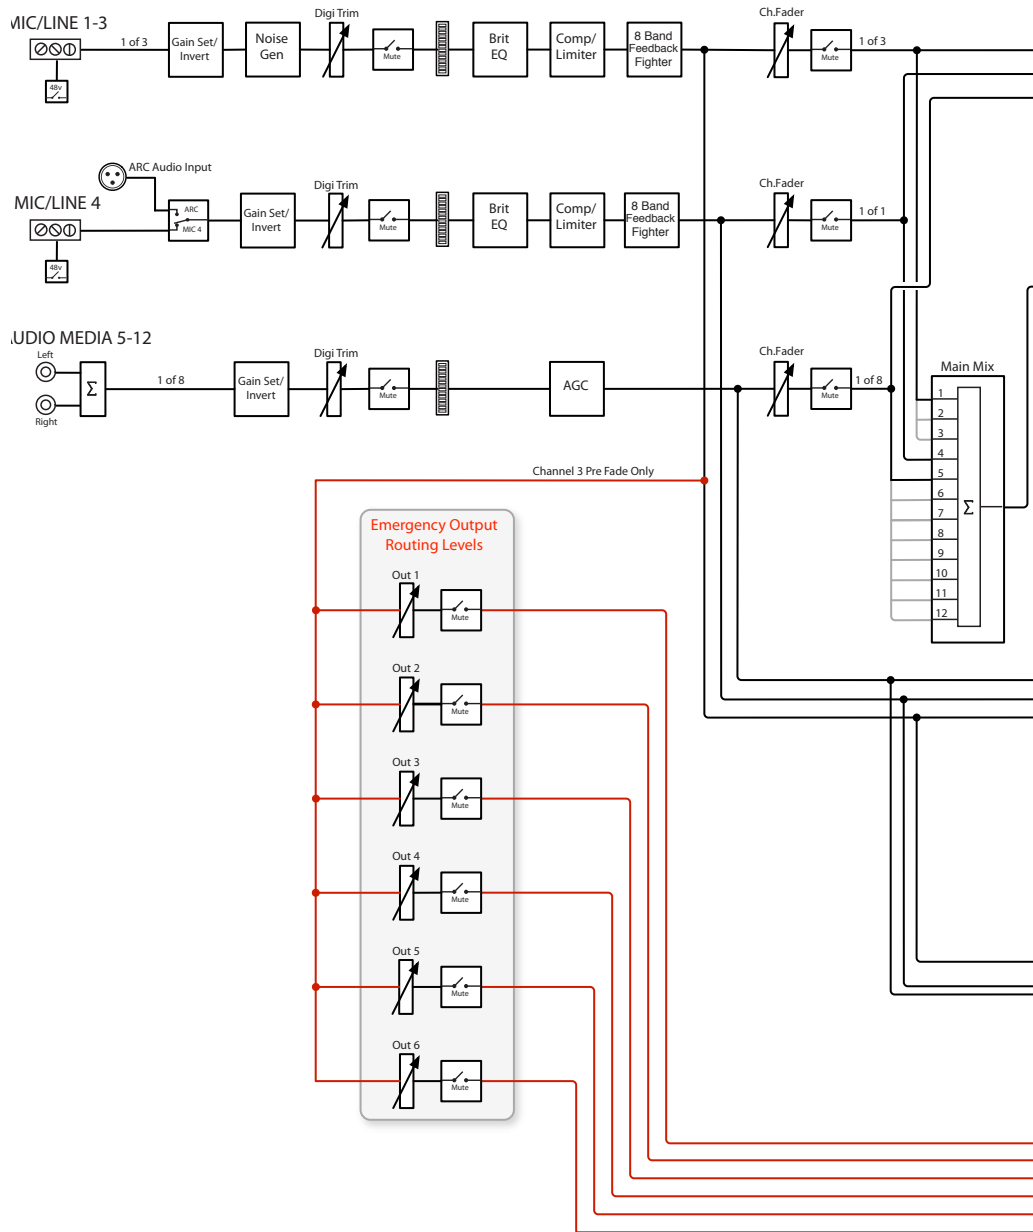 MIC/LINE 1-3
48v
1 of 3
Gain Set/
Invert
Noise
Gen
Digi Trim
Mute
Brit
EQ
Comp/
Limiter
8 Band
Feedback
Fighter
Ch.Fader
Mute
1 of 3
ARC Audio Input
MIC/LINE 4
48v
ARC
MIC 4
Gain Set/
Invert
Digi Trim
Mute
Brit
EQ
Comp/
Limiter
8 Band
Feedback
Fighter
Ch.Fader
Mute
1 of 1
AUDIO MEDIA 5-12
Left
Right
Σ
1 of 8
Gain Set/
Invert
Digi Trim
Mute
AGC
Ch.Fader
Mute
1 of 8
Main Mix
1
2
3
4
5
6
7
8
9
10
11
12
Σ
Channel 3 Pre Fade Only
Emergency Output
Routing Levels
Out 1
Mute
Out 2
Mute
Out 3
Mute
Out 4
Mute
Out 5
Mute
Out 6
Mute